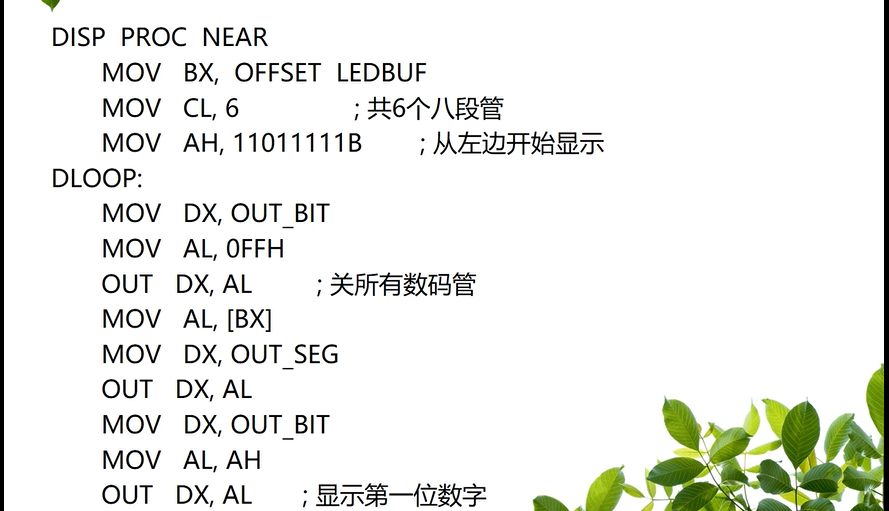 DISP PROC NEAR
MOV BX, OFFSET LEDBUF
MOV CL, 6 ; 共6个八段管
MOV AH, 11011111B ; 从左边开始显示
DLOOP:
MOV DX, OUT_BIT
MOV AL, 0FFH
OUT DX, AL ; 关所有数码管
MOV AL, [BX]
MOV DX, OUT_SEG
OUT DX, AL
MOV DX, OUT_BIT
MOV AL, AH
OUT DX, AL ; 显示第一位数字